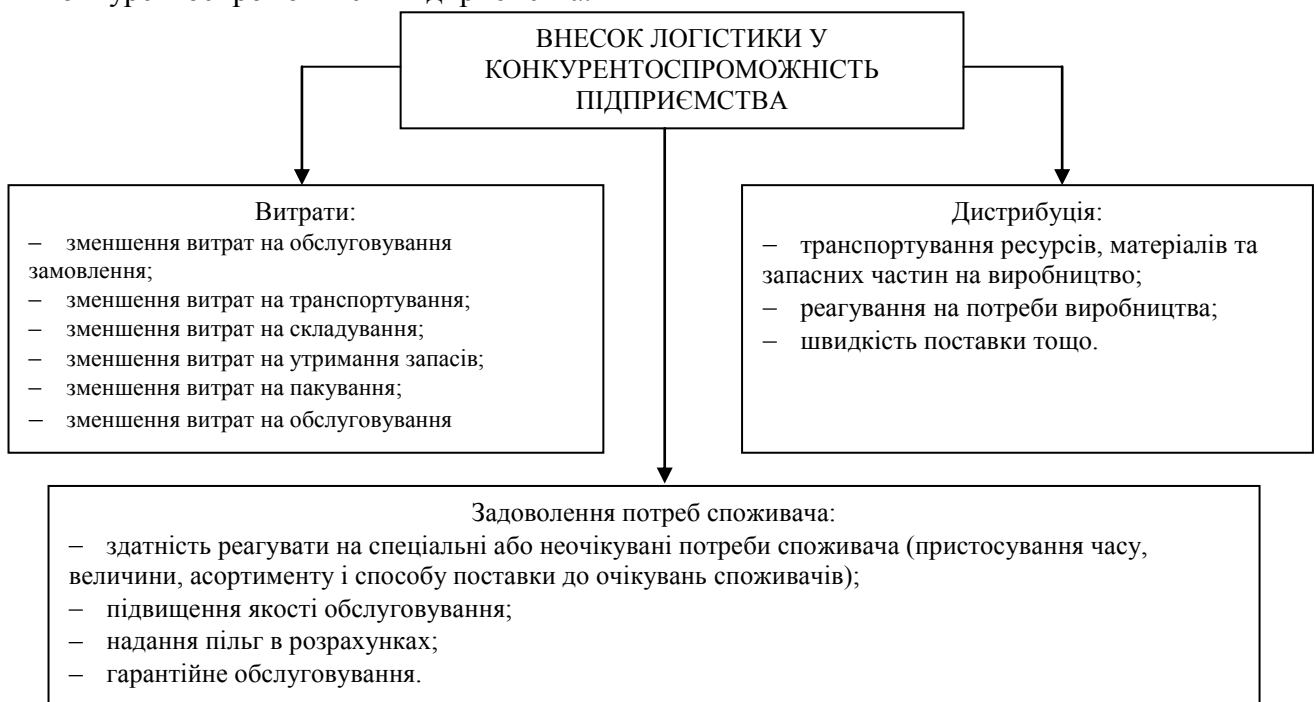 ВНЕСОК ЛОГІСТИКИ У
КОНКУРЕНТОСПРОМОЖНІСТЬ
ПІДПРИЄМСТВА
Витрати:
– зменшення витрат на обслуговування
замовлення;
– зменшення витрат на транспортування;
– зменшення витрат на складування;
– зменшення витрат на утримання запасів;
– зменшення витрат на пакування;
– зменшення витрат на обслуговування
Дистрибуція:
– транспортування ресурсів, матеріалів та
запасних частин на виробництво;
– реагування на потреби виробництва;
– швидкість поставки тощо.
Задоволення потреб споживача:
– здатність реагувати на спеціальні або неочікувані потреби споживача (пристосування часу,
величини, асортименту і способу поставки до очікувань споживачів);
– підвищення якості обслуговування;
– надання пільг в розрахунках;
– гарантійне обслуговування.